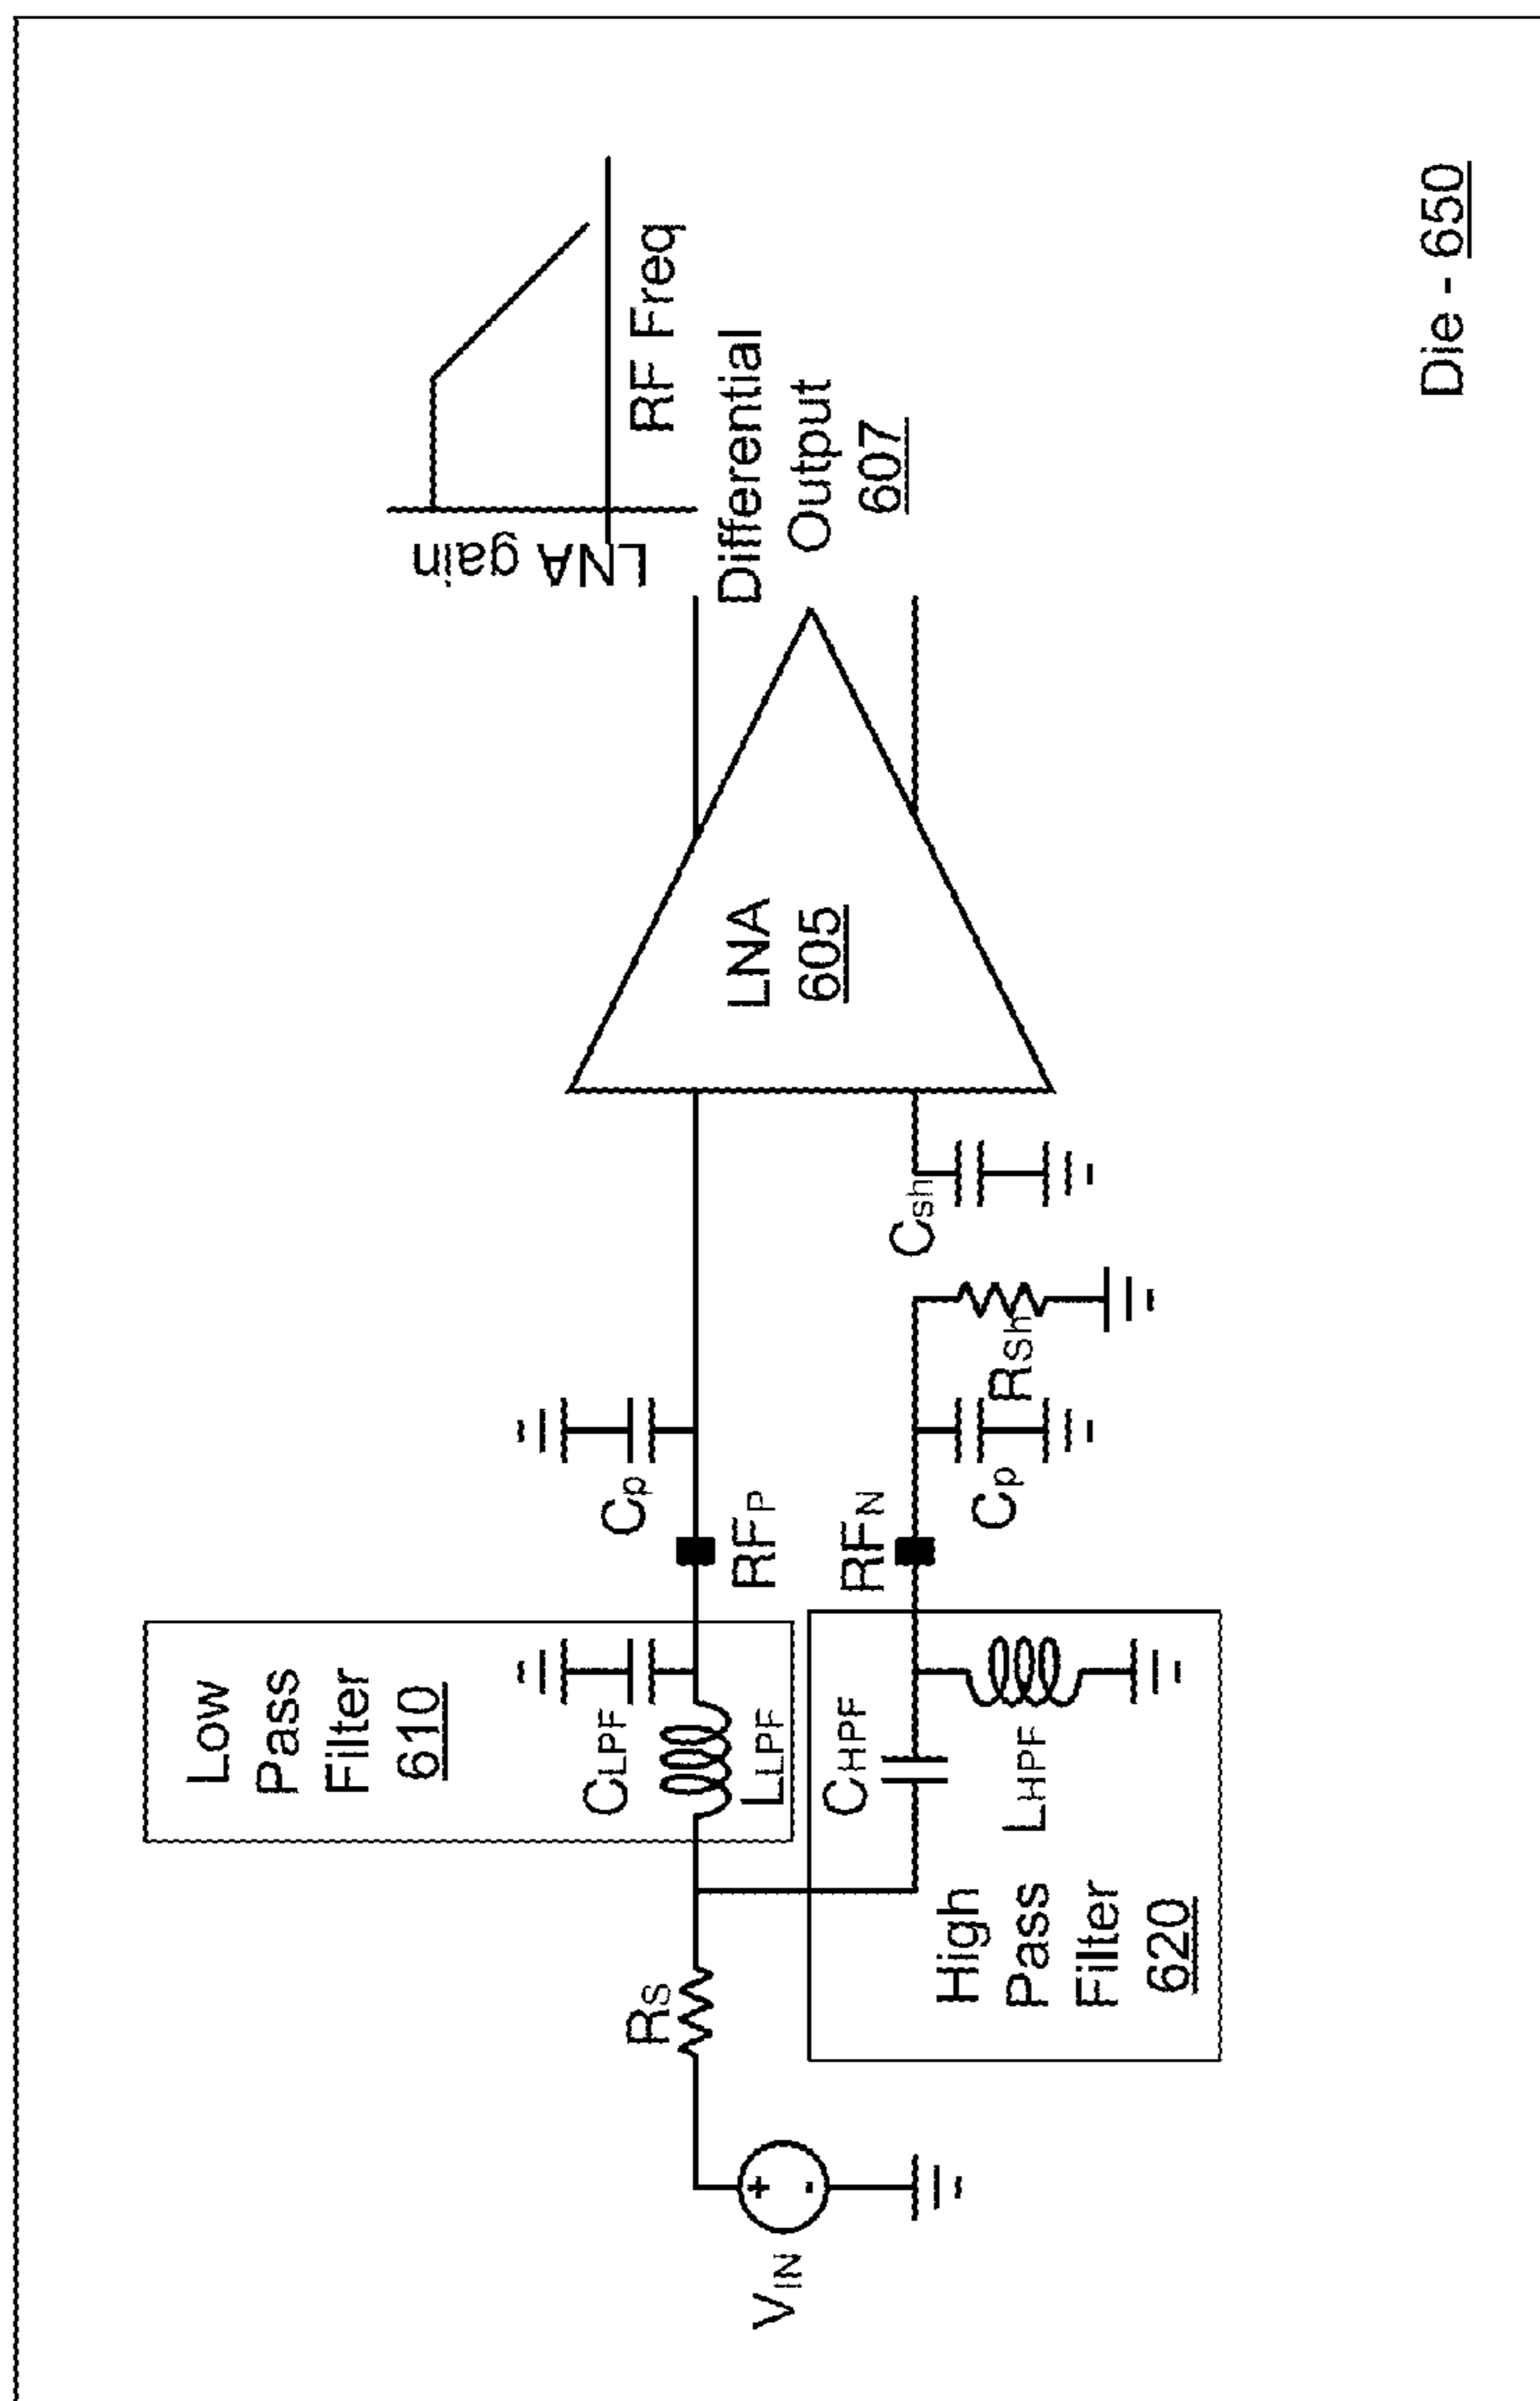 LNA gain
RF Freq
Low
Pass
Filter
610
CLPF
LLPF
Cp
RFP
Differential
Output
607
LNA
605
VIN
Rs
CHPF
LHPF
High
Pass
Filter
620
RFN
Cp
Rsh
Csh
Die - 650